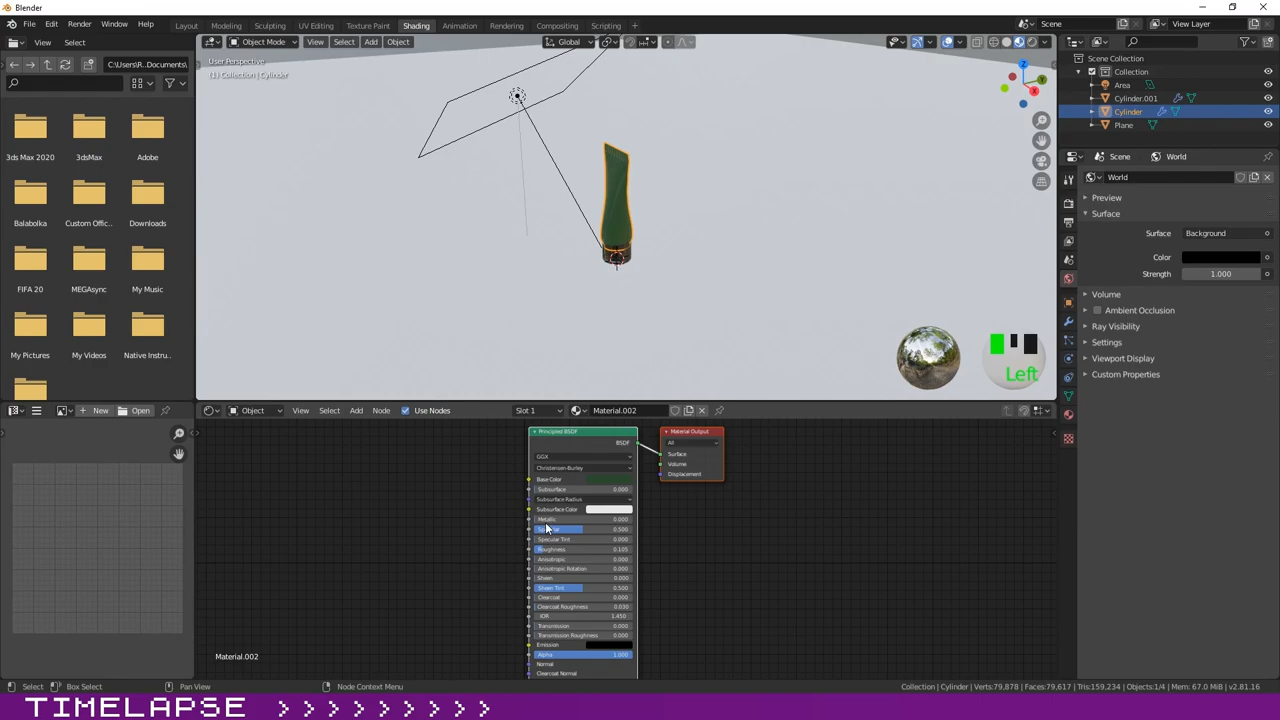 Blender
File Edit Render Window Help
Layout Modeling Sculpting UV Editing Texture Paint Shading Animation Rendering Compositing Scripting +
Scene
View Layer
View Select
Object Mode View Select Add Object
Global
C:\Users\R..Documents\
User Perspective
(1) Collection | Cylinder
3ds Max 2020 3dsMax Adobe
Balabolka Custom Offic... Downloads
FIFA 20 MEGAsync My Music
My Pictures My Videos Native Instru...
Scene Collection
Collection
Area
Cylinder.001
Cylinder
Plane
Scene World
World
Preview
Surface
Surface Background
Color
Strength 1.000
Volume
Ambient Occlusion
Ray Visibility
Settings
Viewport Display
Custom Properties
Left
New Open
Object View Select Add Node Use Nodes Slot 1 Material.002
Principled BSDF
BSDF
GGX
Christensen-Burley
Base Color
Subsurface 0.000
Subsurface Radius
Subsurface Color
Metallic 0.000
0.500
Specular Tint 0.000
Roughness 0.105
Anisotropic 0.000
Anisotropic Rotation 0.000
Sheen 0.000
Sheen Tint 0.500
Clearcoat 0.000
Clearcoat Roughness 0.030
IOR 1.450
Transmission 0.000
Transmission Roughness 0.000
Emission
Alpha 1.000
Normal
Clearcoat Normal
Material Output
All
Surface
Volume
Displacement
Material.002
Select Box Select Pan View Node Context Menu
Collection | Cylinder | Verts:79,878 | Faces:79,617 | Tris:159,234 | Objects:1/4 | Mem: 67.0 MiB | v2.81.16
TIMELAPSE > > > > > > > > >